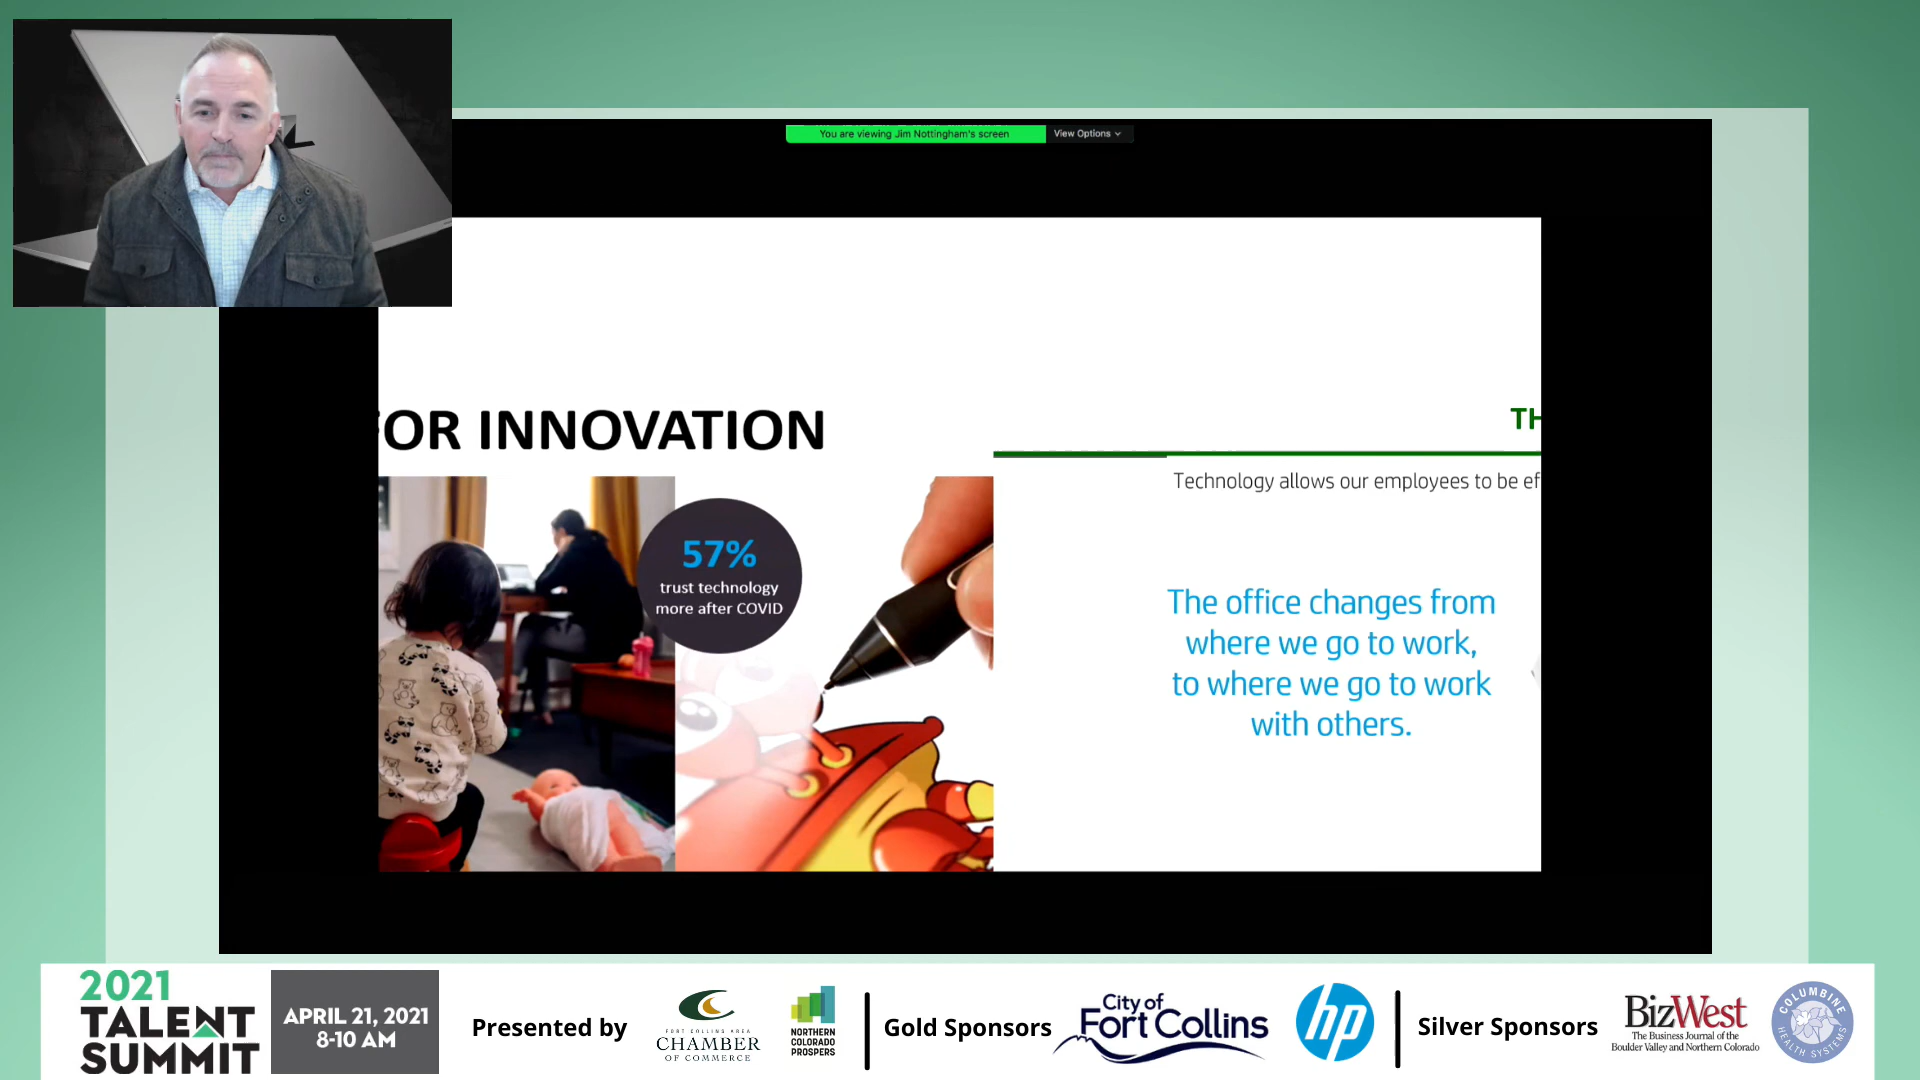 You are viewing Jim Nottingham's screen
View Options
OR INNOVATION
TH
Technology allows our employees to be ef
57%
trust technology
more after COVID
The office changes from
where we go to work,
to where we go to work
with others.
2021
TALENT
SUMMIT
APRIL 21, 2021
8-10 AM
Presented by
FORT COLLINS AREA
CHAMBER
OF COMMERCE
NORTHERN
COLORADO
PROSPERS
Gold Sponsors
City of
Fort Collins
hp
Silver Sponsors
BizWest
The Business Journal of the
Boulder Valley and Northern Colorado
COLUMBINE
HEALTH SYSTEMS